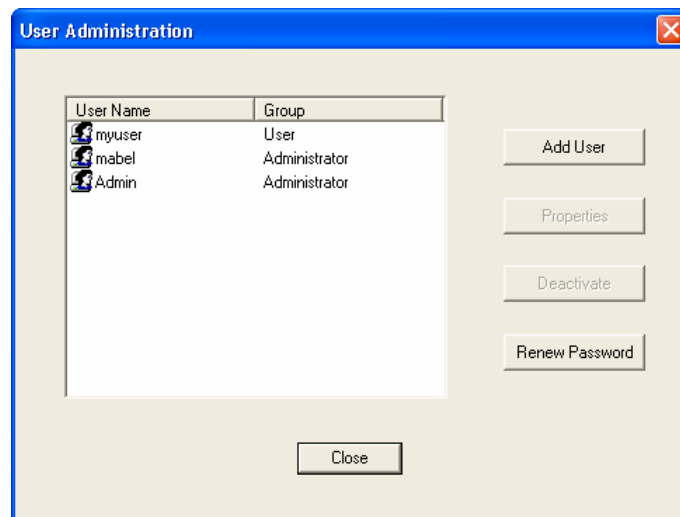 User Administration
User Name Group
myuser User
mabel Administrator
Admin Administrator
Add User
Properties
Deactivate
Renew Password
Close